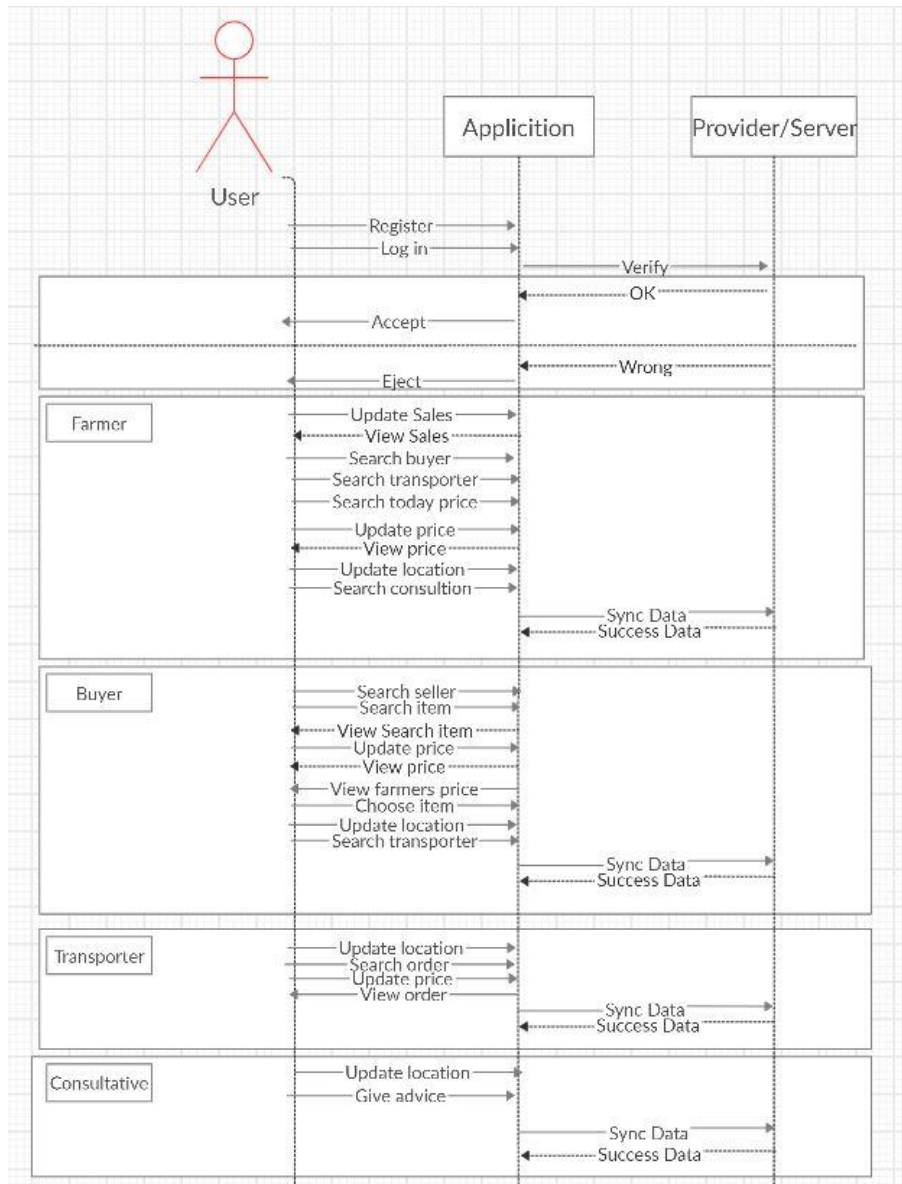 Applicition
Provider/Server
User
Register
Log in
Verify
OK
Accept
Wrong
Eject
Farmer
Update Sales
View Sales
Search buyer
Search transporter
Search today price
Update price
View price
Update location
Search consultion
Sync Data
Success Data
Buyer
Search seller
Search item
View Search item
Update price
View price
View farmers price
Choose item
Update location
Search transporter
Sync Data
Success Data
Transporter
Update location
Search order
Update price
View order
Sync Data
Success Data
Consultative
Update location
Give advice
Sync Data
Success Data